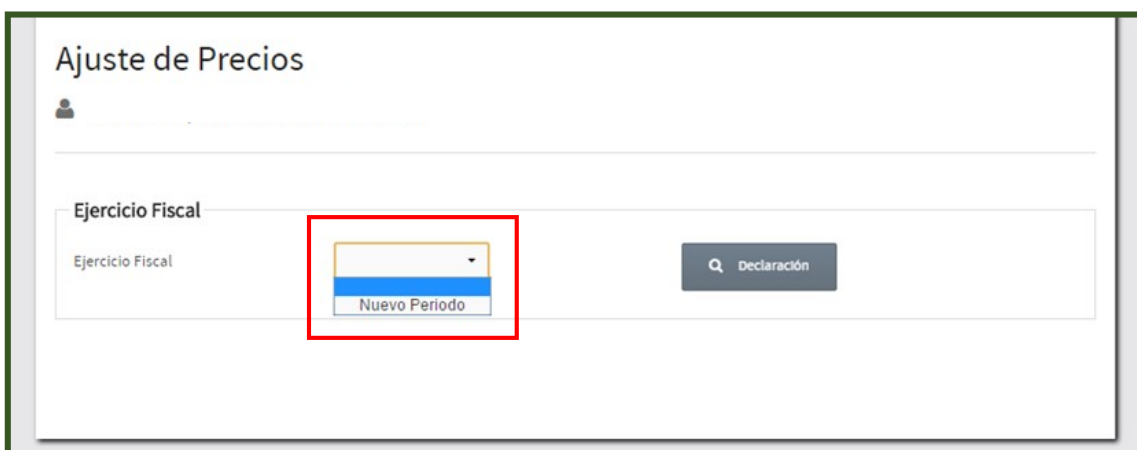 Ajuste de Precios
Ejercicio Fiscal
Ejercicio Fiscal
Declaración
Nuevo Periodo